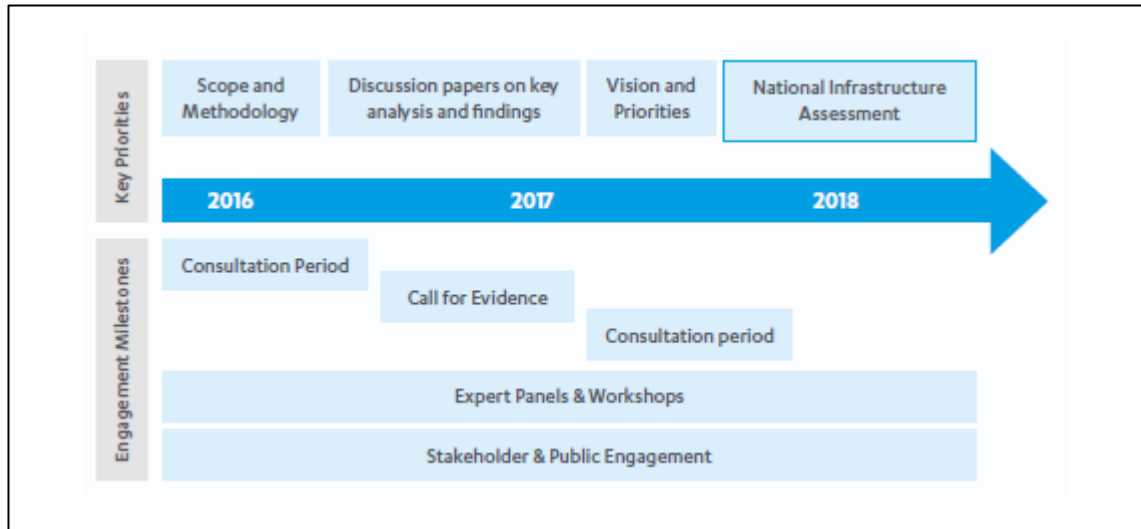 Key Priorities
Scope and
Methodology
Discussion papers on key
analysis and findings
Vision and
Priorities
National Infrastructure
Assessment
2016
2017
2018
Engagement Milestones
Consultation Period
Call for Evidence
Consultation period
Expert Panels & Workshops
Stakeholder & Public Engagement